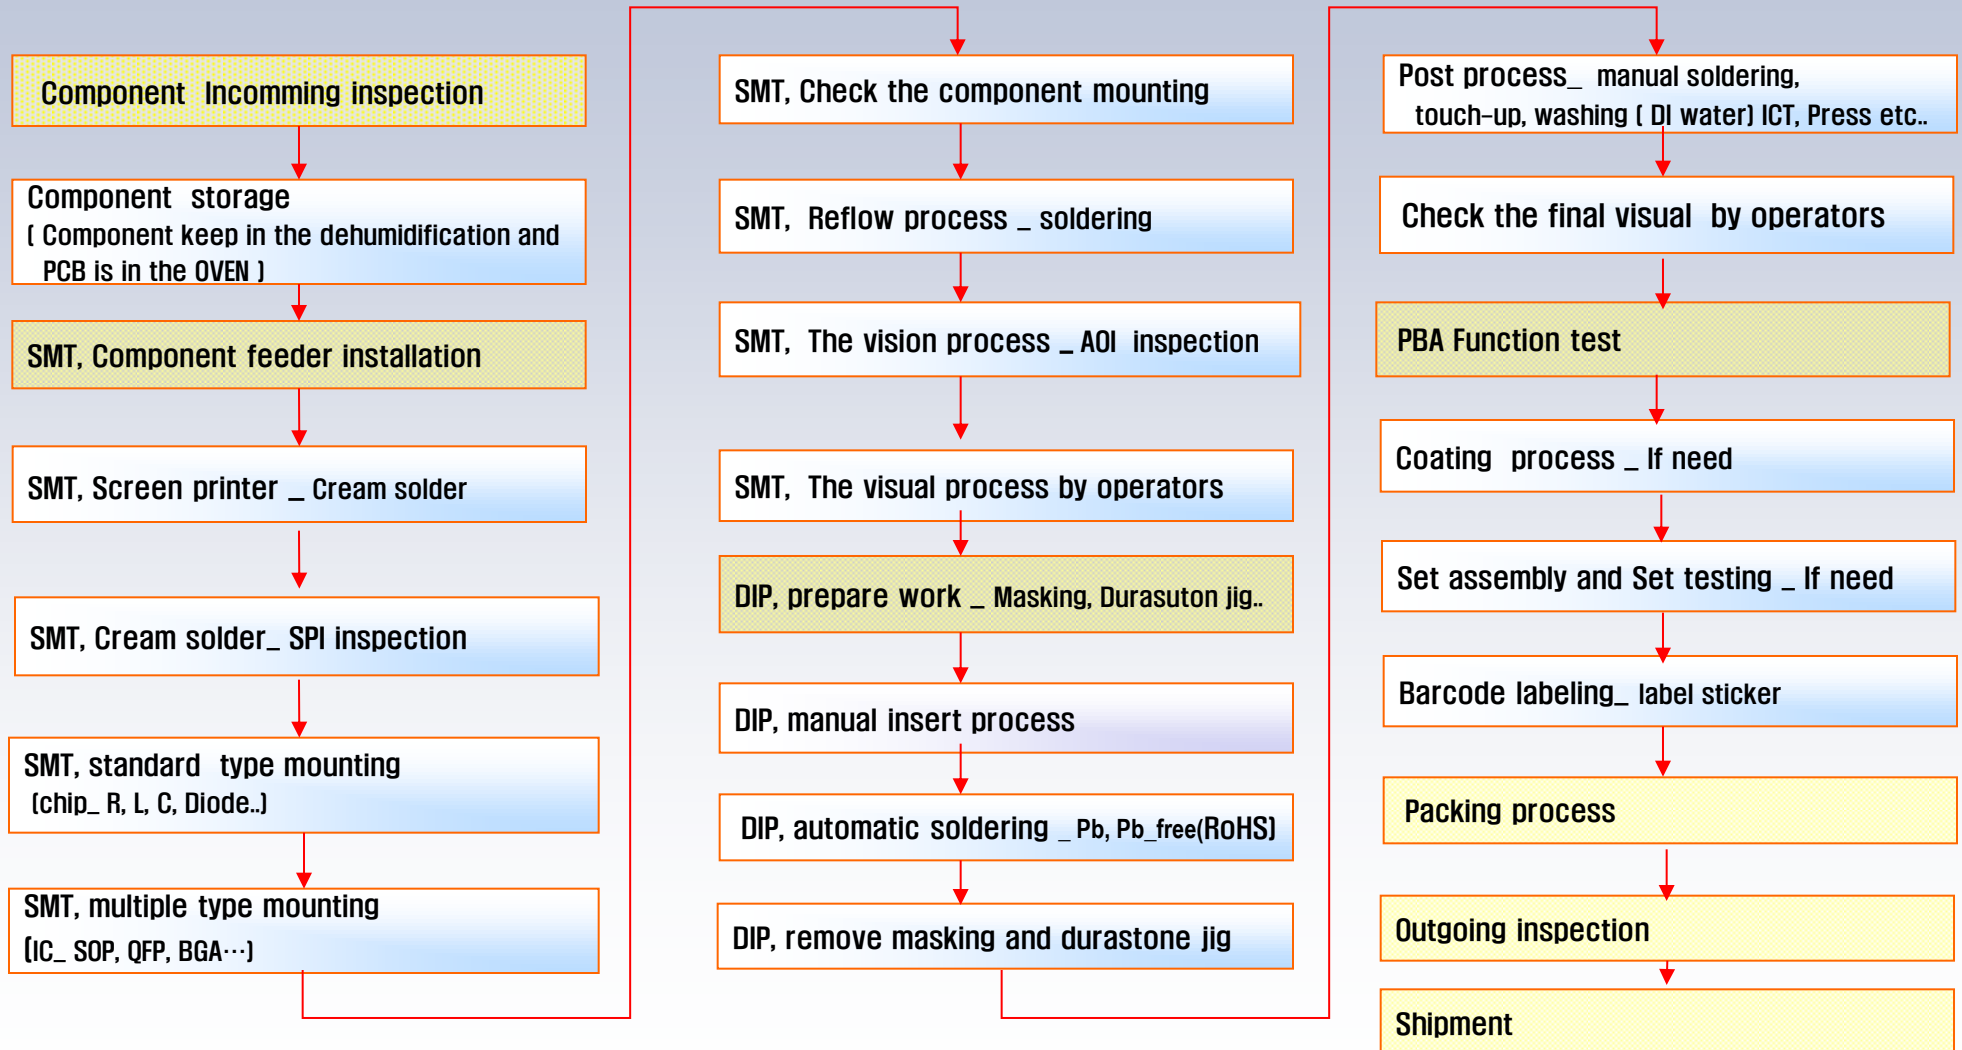 Component Incomming inspection
Component storage
( Component keep in the dehumidification and
PCB is in the OVEN )
SMT, Component feeder installation
SMT, Screen printer _ Cream solder
SMT, Cream solder_ SPI inspection
SMT, standard type mounting
(chip_ R, L, C, Diode..)
SMT, multiple type mounting
(IC_ SOP, QFP, BGA···)
SMT, Check the component mounting
SMT, Reflow process _ soldering
SMT, The vision process _ AOI inspection
SMT, The visual process by operators
DIP, prepare work _ Masking, Durasuton jig..
DIP, manual insert process
DIP, automatic soldering _ Pb, Pb_free(RoHS)
DIP, remove masking and durastone jig
Post process_ manual soldering,
touch-up, washing ( DI water) ICT, Press etc..
Check the final visual by operators
PBA Function test
Coating process _ If need
Set assembly and Set testing _ If need
Barcode labeling_ label sticker
Packing process
Outgoing inspection
Shipment